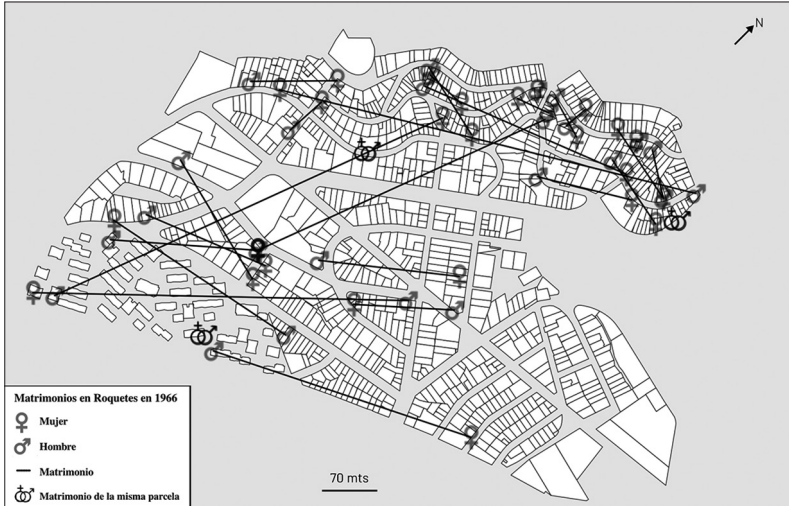 N
Matrimonios en Roquetes en 1966
Mujer
Hombre
Matrimonio
Matrimonio de la misma parcela
70 mts